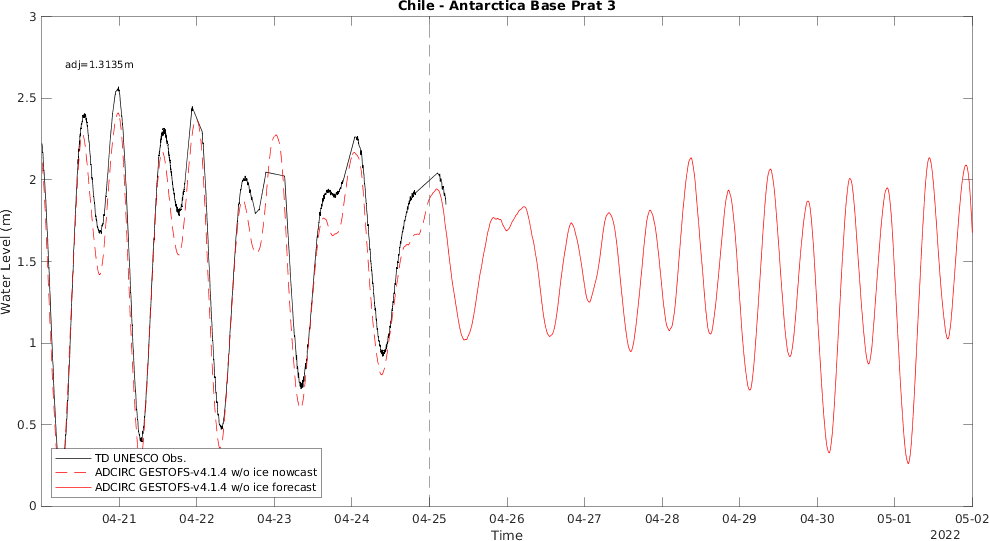 Chile - Antarctica Base Prat 3
adj=1.3135m
3
2.5
2
1.5
1
0.5
0
Water Level (m)
TD UNESCO Obs.
ADCIRC GESTOFS-v4.1.4 w/o ice nowcast
ADCIRC GESTOFS-v4.1.4 w/o ice forecast
04-21 04-22 04-23 04-24 04-25 04-26 04-27 04-28 04-29 04-30 05-01 05-02
Time
2022